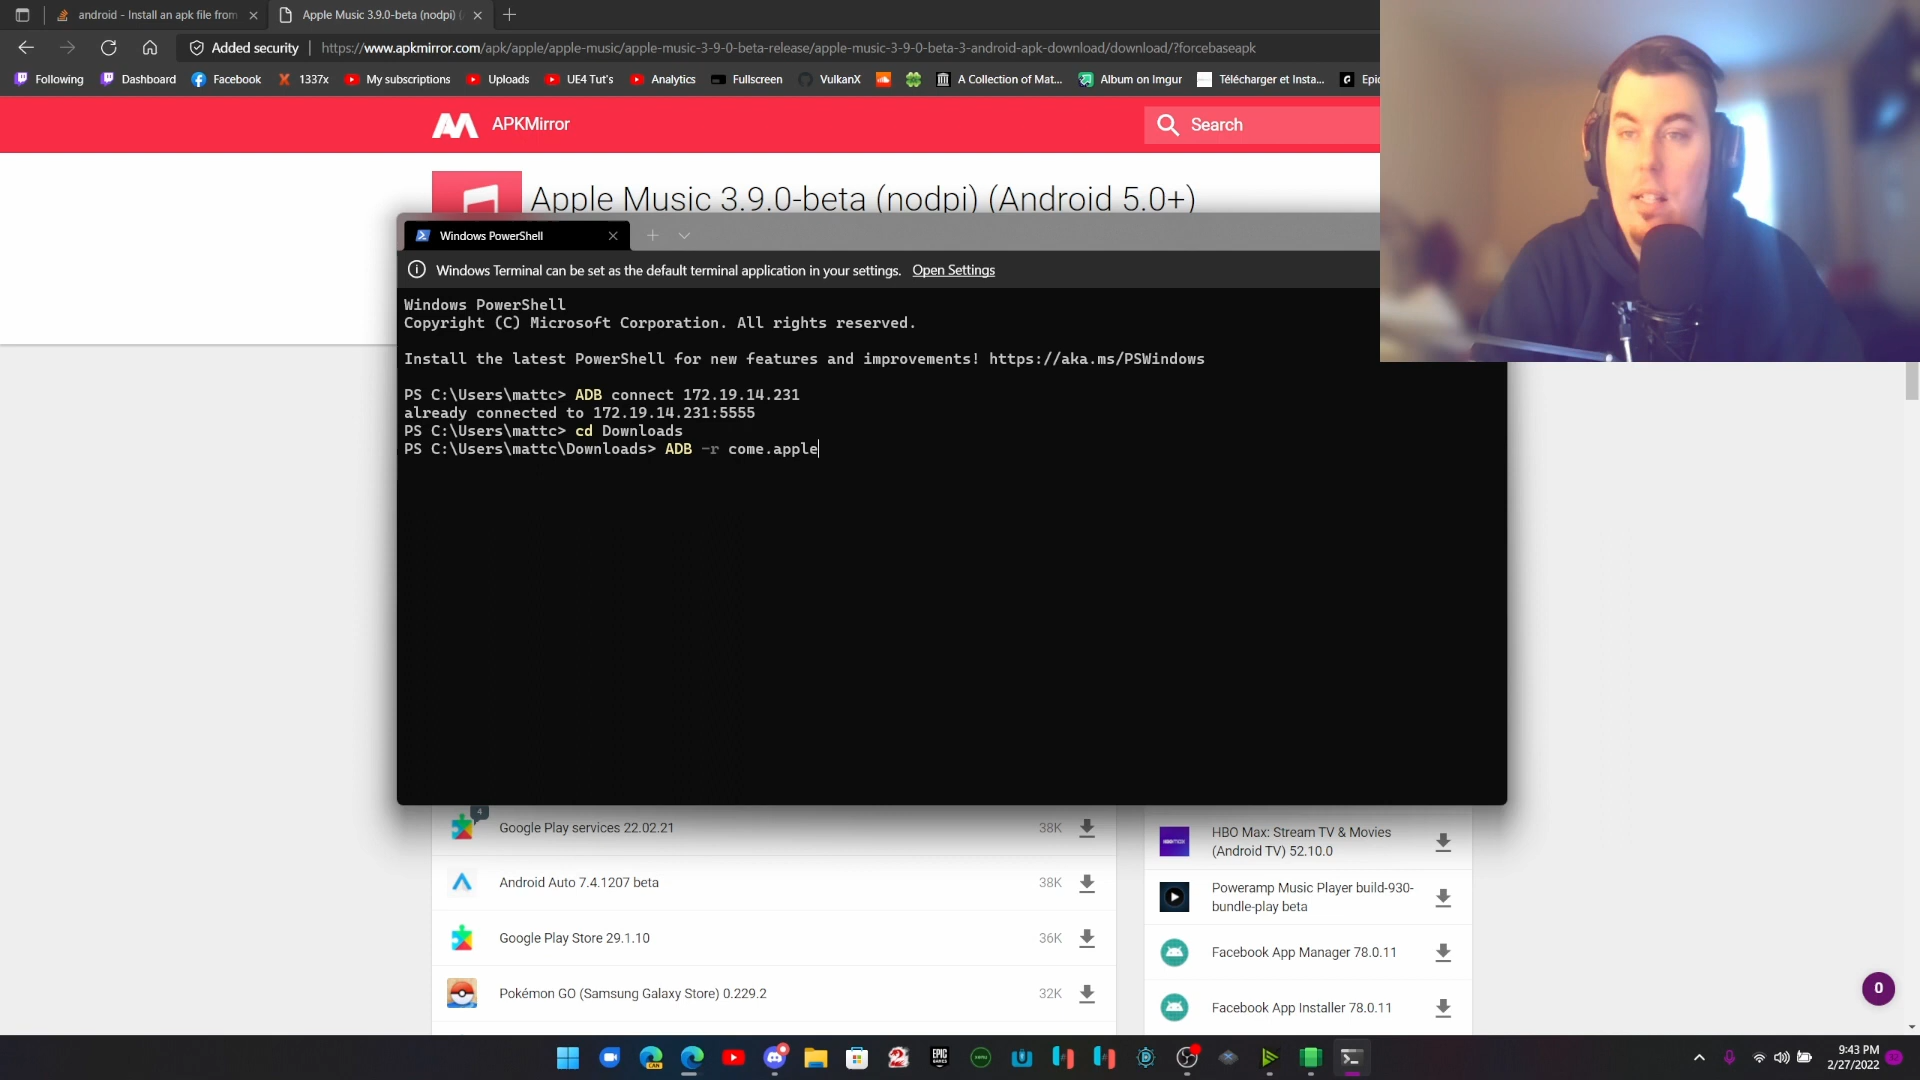 android - Install an apk file from
Apple Music 3.9.0-beta (nodpi) (
Added security
https://www.apkmirror.com/apk/apple/apple-music/apple-music-3-9-0-beta-release/apple-music-3-9-0-beta-3-android-apk-download/download/?forcebaseapk
Following
Dashboard
Facebook
1337x
My subscriptions
Uploads
UE4 Tut's
Analytics
Fullscreen
VulkanX
A Collection of Mat...
Album on Imgur
Télécharger et Insta...
Epi
APKMirror
Search
Apple Music 3.9.0-beta (nodpi) (Android 5.0+)
Windows PowerShell
Windows Terminal can be set as the default terminal application in your settings. Open Settings
Windows PowerShell
Copyright (C) Microsoft Corporation. All rights reserved.
Install the latest PowerShell for new features and improvements! https://aka.ms/PSWindows
PS C:\Users\mattc> ADB connect 172.19.14.231
already connected to 172.19.14.231:5555
PS C:\Users\mattc> cd Downloads
PS C:\Users\mattc\Downloads> ADB -r come.apple
4
Google Play services 22.02.21
38K
Android Auto 7.4.1207 beta
38K
Google Play Store 29.1.10
36K
Pokémon GO (Samsung Galaxy Store) 0.229.2
32K
HBO Max: Stream TV & Movies
(Android TV) 52.10.0
Poweramp Music Player build-930-
bundle-play beta
Facebook App Manager 78.0.11
Facebook App Installer 78.0.11
0
CAN
EPIC
GAMES
9:43 PM
2/27/2022